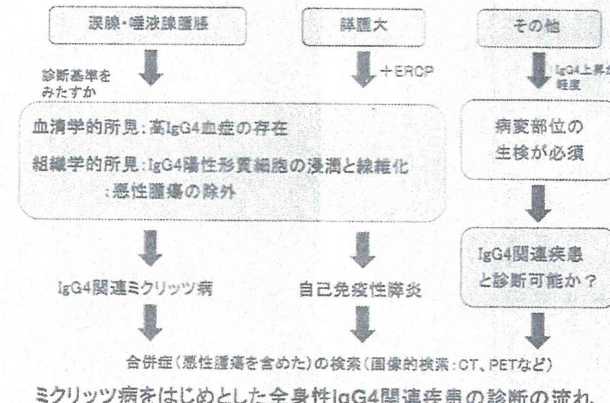 涙腺・唾液腺腫脹
膵腫大
その他
診断基準を
みたすか
＋ERCP
IgG4上昇が
軽度
血清学的所見：高IgG4血症の存在
組織学的所見：IgG4陽性形質細胞の浸潤と線維化
：悪性腫瘍の除外
病変部位の
生検が必須
IgG4関連ミクリッツ病
自己免疫性膵炎
IgG4関連疾患
と診断可能か？
合併症（悪性腫瘍を含めた）の検索（画像的検索：CT、PETなど）
ミクリッツ病をはじめとした全身性IgG4関連疾患の診断の流れ